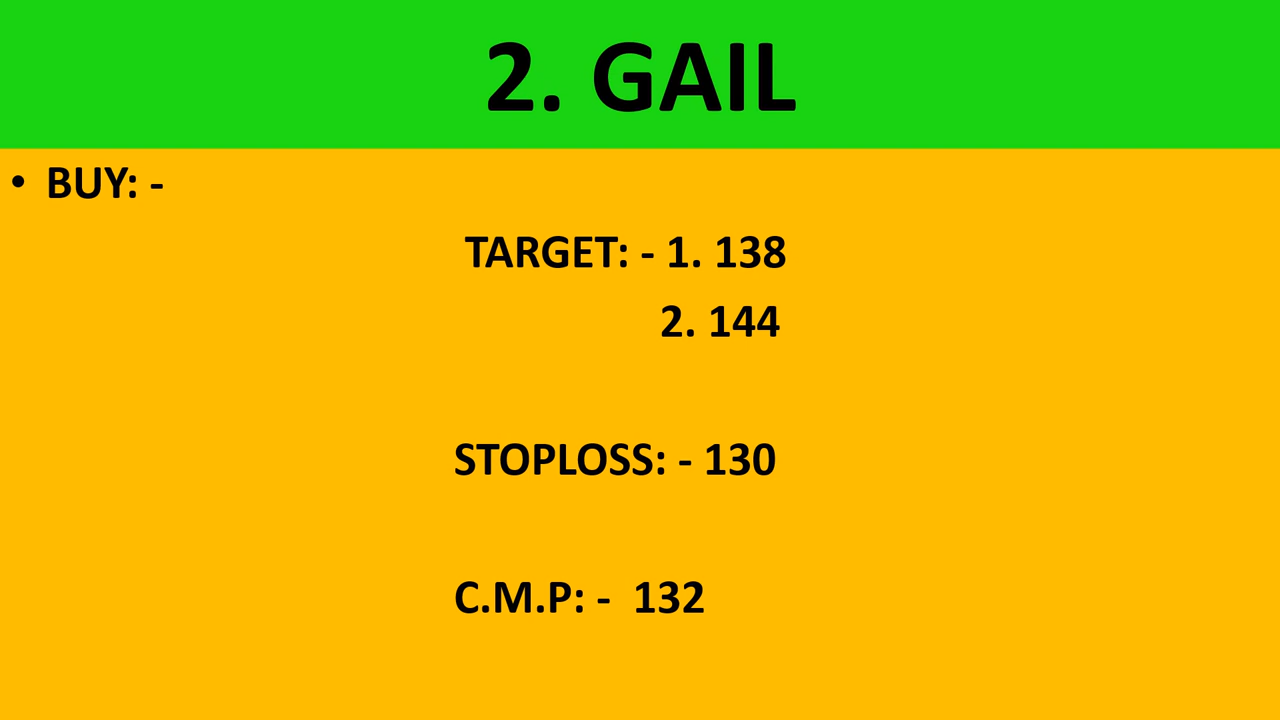 2. GAIL
• BUY: -
TARGET: - 1. 138
2. 144
STOPLOSS: - 130
C.M.P: - 132